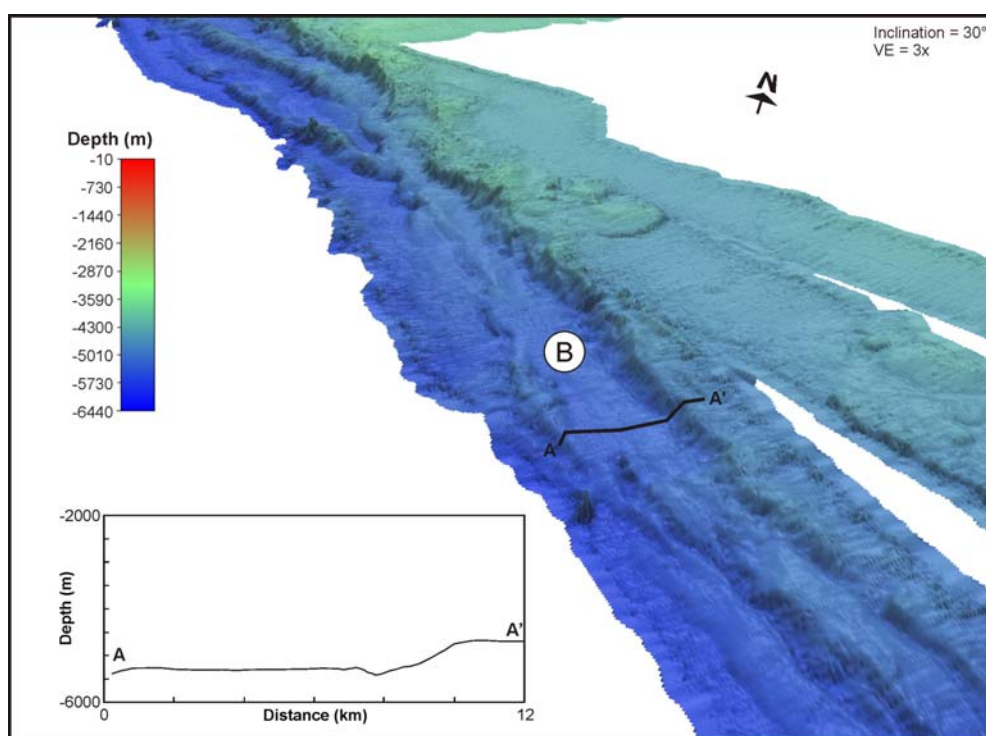 Inclination = 30°
VE = 3x
N
Depth (m)
-10
-730
-1440
-2160
-2870
-3590
-4300
-5010
-5730
-6440
B
A'
A
-2000
Depth (m)
A
A'
-6000
0
Distance (km)
12